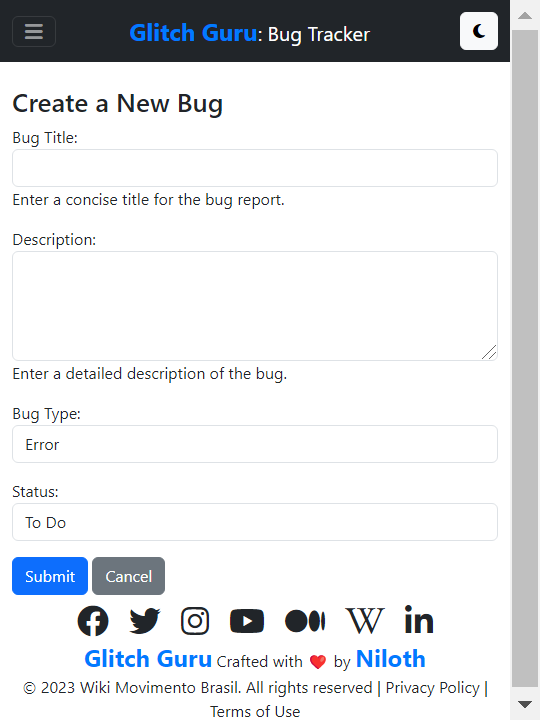 Glitch Guru: Bug Tracker
Create a New Bug
Bug Title:
Enter a concise title for the bug report.
Description:
Enter a detailed description of the bug.
Bug Type:
Error
Status:
To Do
Submit Cancel
Glitch Guru Crafted with ❤️ by Niloth
© 2023 Wiki Movimento Brasil. All rights reserved | Privacy Policy |
Terms of Use